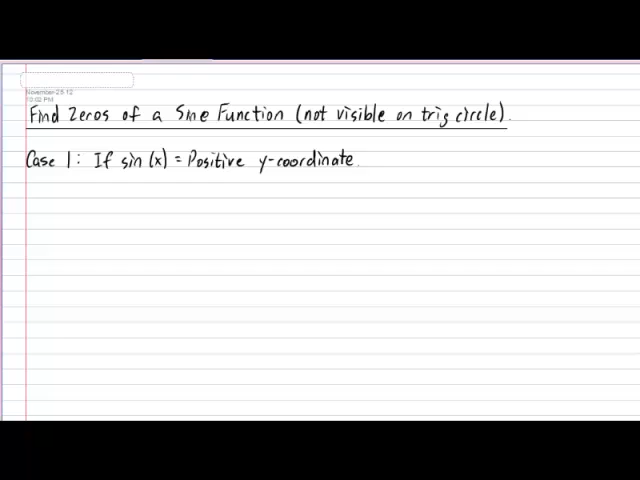 November-28-12
10:02 PM
Find Zeros of a Sine Function (not visible on trig circle).
Case 1: If sin(x) = Positive y-coordinate.